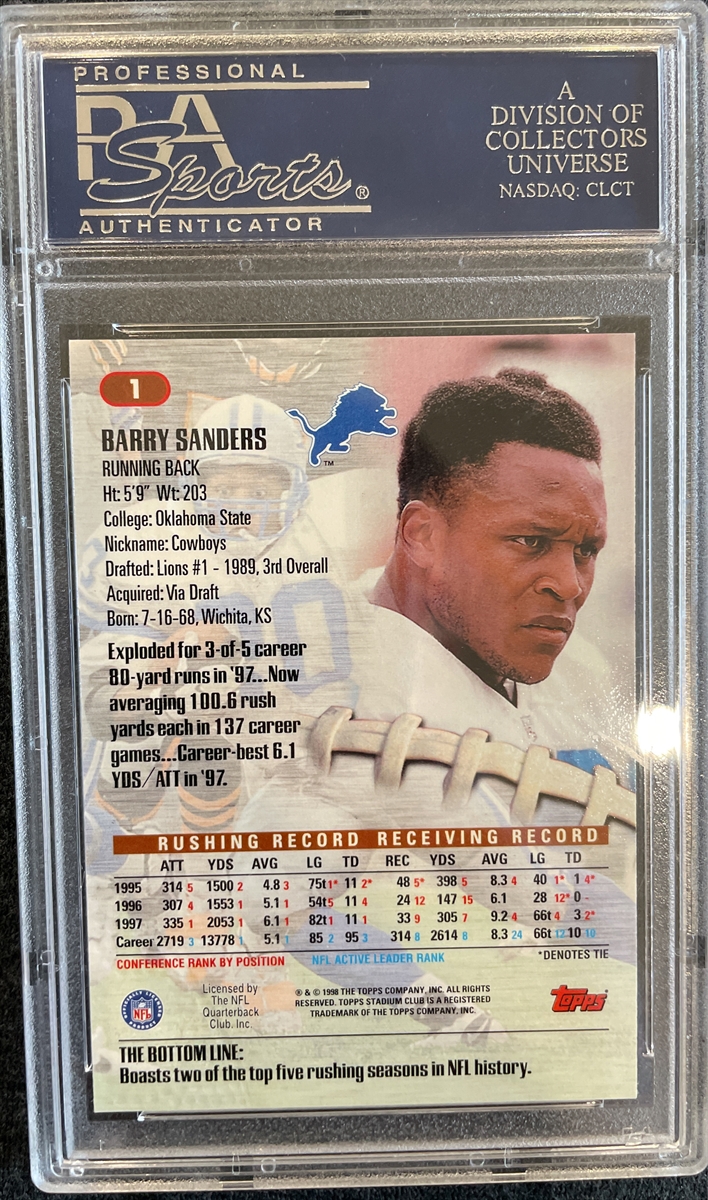 PROFESSIONAL
PSA
Sports®
AUTHENTICATOR
A
DIVISION OF
COLLECTORS
UNIVERSE
NASDAQ: CLCT
1
BARRY SANDERS
RUNNING BACK
Ht: 5'9" Wt: 203
College: Oklahoma State
Nickname: Cowboys
Drafted: Lions #1 - 1989, 3rd Overall
Acquired: Via Draft
Born: 7-16-68, Wichita, KS
TM
Exploded for 3-of-5 career
80-yard runs in '97...Now
averaging 100.6 rush
yards each in 137 career
games...Career-best 6.1
YDS/ATT in '97.
RUSHING RECORD RECEIVING RECORD
ATT YDS AVG LG TD REC YDS AVG LG TD
1995 314 5 1500 2 4.8 3 75t 1* 11 2* 48 5* 398 5 8.3 4 40 1* 1 4*
1996 307 4 1553 1 5.1 1 54t 5 11 4 24 12 147 15 6.1 28 12* 0 -
1997 335 1 2053 1 6.1 1 82t 1 11 1 33 9 305 7 9.2 4 66t 4 3 2*
Career 2719 3 13778 1 5.1 1 85 2 95 3 314 8 2614 8 8.3 24 66t 12 10 10
CONFERENCE RANK BY POSITION NFL ACTIVE LEADER RANK *DENOTES TIE
NFL
Licensed by
The NFL
Quarterback
Club, Inc.
® & © 1998 THE TOPPS COMPANY, INC. ALL RIGHTS
RESERVED. TOPPS STADIUM CLUB IS A REGISTERED
TRADEMARK OF THE TOPPS COMPANY, INC.
topps
THE BOTTOM LINE:
Boasts two of the top five rushing seasons in NFL history.